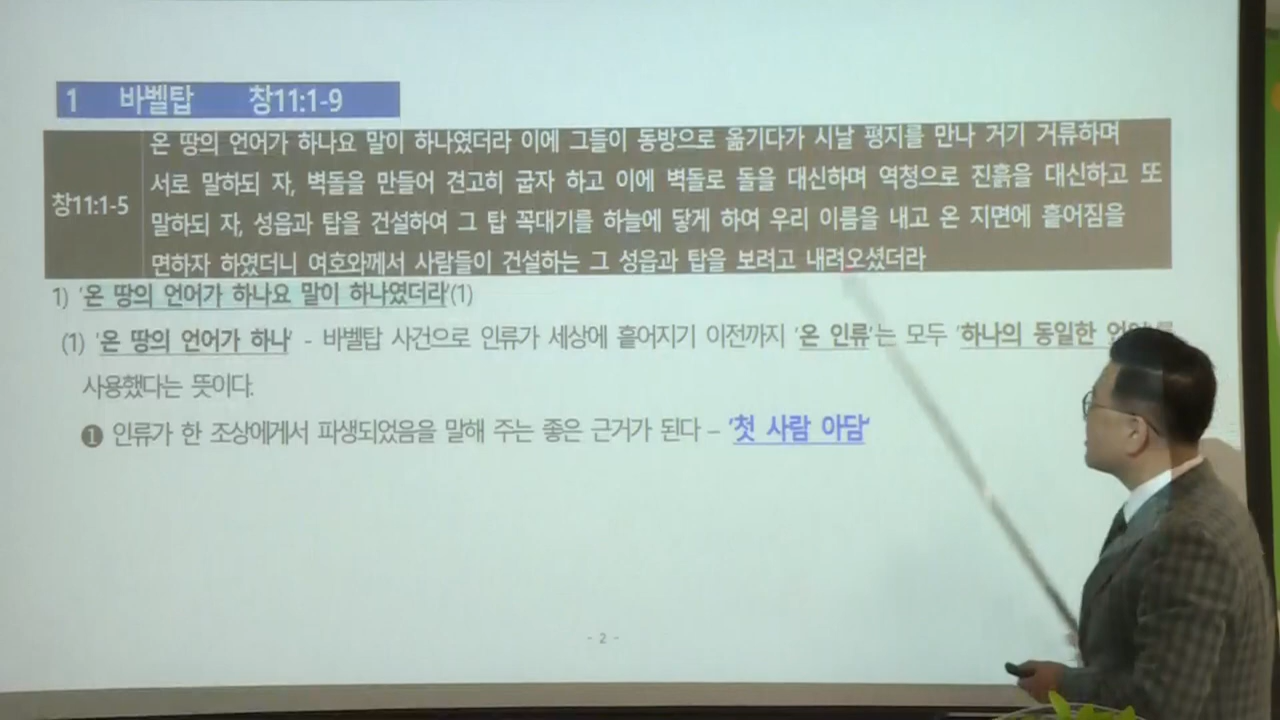 1 바벨탑 창11:1-9
창11:1-5
온 땅의 언어가 하나요 말이 하나였더라 이에 그들이 동방으로 옮기다가 시날 평지를 만나 거기 거류하며
서로 말하되 자, 벽돌을 만들어 견고히 굽자 하고 이에 벽돌로 돌을 대신하며 역청으로 진흙을 대신하고 또
말하되 자, 성읍과 탑을 건설하여 그 탑 꼭대기를 하늘에 닿게 하여 우리 이름을 내고 온 지면에 흩어짐을
면하자 하였더니 여호와께서 사람들이 건설하는 그 성읍과 탑을 보려고 내려오셨더라
1) '온 땅의 언어가 하나요 말이 하나였더라'(1)
(1) '온 땅의 언어가 하나' - 바벨탑 사건으로 인류가 세상에 흩어지기 이전까지 '온 인류'는 모두 '하나의 동일한
사용했다는 뜻이다.
❶ 인류가 한 조상에게서 파생되었음을 말해 주는 좋은 근거가 된다 – '첫 사람 아담'
- 2 -